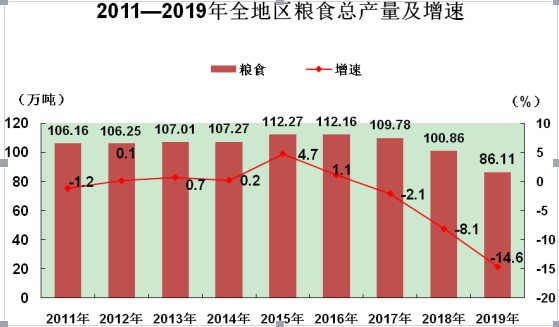 2011—2019年全地区粮食总产量及增速
粮食 增速
（万吨） （%）
120 100 80 60 40 20 0
106.16 106.25 107.01 107.27 112.27 112.16 109.78 100.86 86.11
-1.2 0.1 0.7 0.2 4.7 1.1 -2.1 -8.1 -14.6
10 5 0 -5 -10 -15 -20
2011年 2012年 2013年 2014年 2015年 2016年 2017年 2018年 2019年